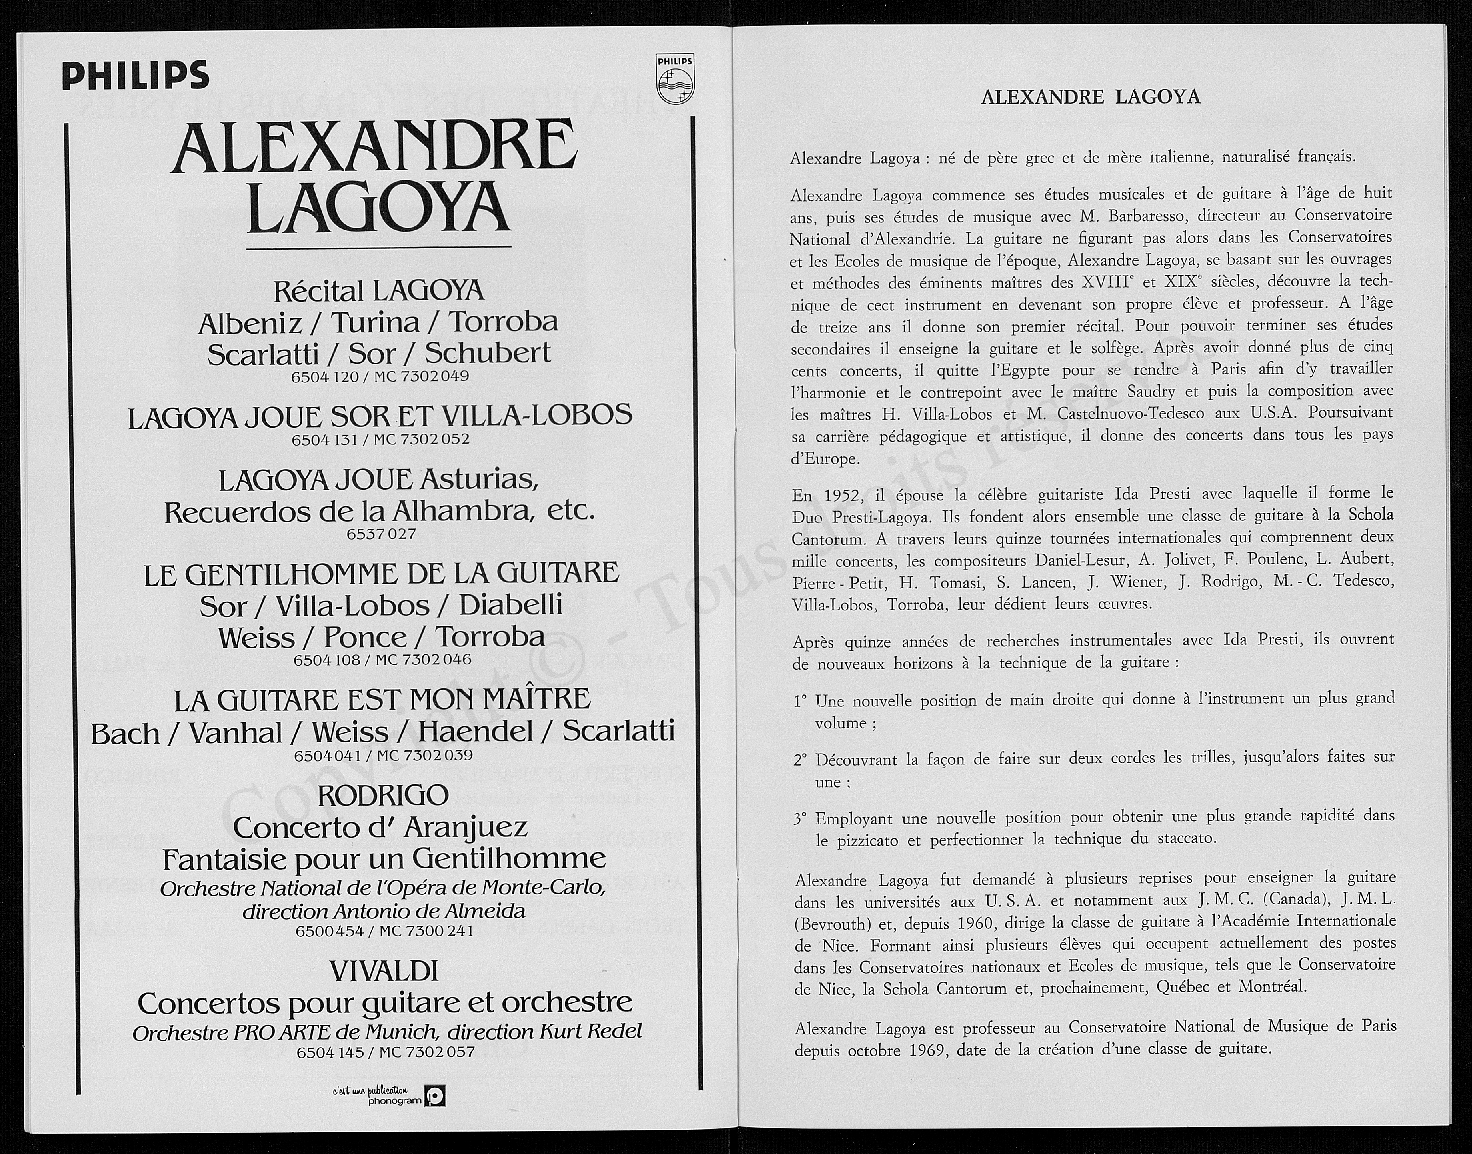 PHILIPS
PHILIPS
ALEXANDRE
LAGOYA
Récital LAGOYA
Albeniz / Turina / Torroba
Scarlatti / Sor / Schubert
6504 120 / MC 7302 049
LAGOYA JOUE SOR ET VILLA-LOBOS
6504 131 / MC 7302 052
LAGOYA JOUE Asturias,
Recuerdos de la Alhambra, etc.
6537 027
LE GENTILHOMME DE LA GUITARE
Sor / Villa-Lobos / Diabelli
Weiss / Ponce / Torroba
6504 108 / MC 7302 046
LA GUITARE EST MON MAÎTRE
Bach / Vanhal / Weiss / Haendel / Scarlatti
6504 041 / MC 7302 039
RODRIGO
Concerto d' Aranjuez
Fantaisie pour un Gentilhomme
Orchestre National de l'Opéra de Monte-Carlo,
direction Antonio de Almeida
6500 454 / MC 7300 241
VIVALDI
Concertos pour guitare et orchestre
Orchestre PRO ARTE de Munich, direction Kurt Redel
6504 145 / MC 7302 057
c'est une publication
phonogram
ALEXANDRE LAGOYA
Alexandre Lagoya : né de père grec et de mère italienne, naturalisé français.
Alexandre Lagoya commence ses études musicales et de guitare à l'âge de huit
ans, puis ses études de musique avec M. Barbaresso, directeur au Conservatoire
National d'Alexandrie. La guitare ne figurant pas alors dans les Conservatoires
et les Ecoles de musique de l'époque, Alexandre Lagoya, se basant sur les ouvrages
et méthodes des éminents maîtres des XVIIIe et XIXe siècles, découvre la tech-
nique de cect instrument en devenant son propre élève et professeur. A l'âge
de treize ans il donne son premier récital. Pour pouvoir terminer ses études
secondaires il enseigne la guitare et le solfège. Après avoir donné plus de cinq
cents concerts, il quitte l'Egypte pour se rendre à Paris afin d'y travailler
l'harmonie et le contrepoint avec le maître Saudry et puis la composition avec
les maîtres H. Villa-Lobos et M. Castelnuovo-Tedesco aux U.S.A. Poursuivant
sa carrière pédagogique et artistique, il donne des concerts dans tous les pays
d'Europe.
En 1952, il épouse la célèbre guitariste Ida Presti avec laquelle il forme le
Duo Presti-Lagoya. Ils fondent alors ensemble une classe de guitare à la Schola
Cantorum. A travers leurs quinze tournées internationales qui comprennent deux
mille concerts, les compositeurs Daniel-Lesur, A. Jolivet, F. Poulenc, L. Aubert,
Pierre-Petit, H. Tomasi, S. Lancen, J. Wiener, J. Rodrigo, M.-C. Tedesco,
Villa-Lobos, Torroba, leur dédient leurs œuvres.
Après quinze années de recherches instrumentales avec Ida Presti, ils ouvrent
de nouveaux horizons à la technique de la guitare :
1° Une nouvelle position de main droite qui donne à l'instrument un plus grand
volume ;
2° Découvrant la façon de faire sur deux cordes les trilles, jusqu'alors faites sur
une ;
3° Employant une nouvelle position pour obtenir une plus grande rapidité dans
le pizzicato et perfectionner la technique du staccato.
Alexandre Lagoya fut demandé à plusieurs reprises pour enseigner la guitare
dans les universités aux U.S.A. et notamment aux J.M.C. (Canada), J.M.L.
(Beyrouth) et, depuis 1960, dirige la classe de guitare à l'Académie Internationale
de Nice. Formant ainsi plusieurs élèves qui occupent actuellement des postes
dans les Conservatoires nationaux et Ecoles de musique, tels que le Conservatoire
de Nice, la Schola Cantorum et, prochainement, Québec et Montréal.
Alexandre Lagoya est professeur au Conservatoire National de Musique de Paris
depuis octobre 1969, date de la création d'une classe de guitare.
Copyright © - Tous droits réservés